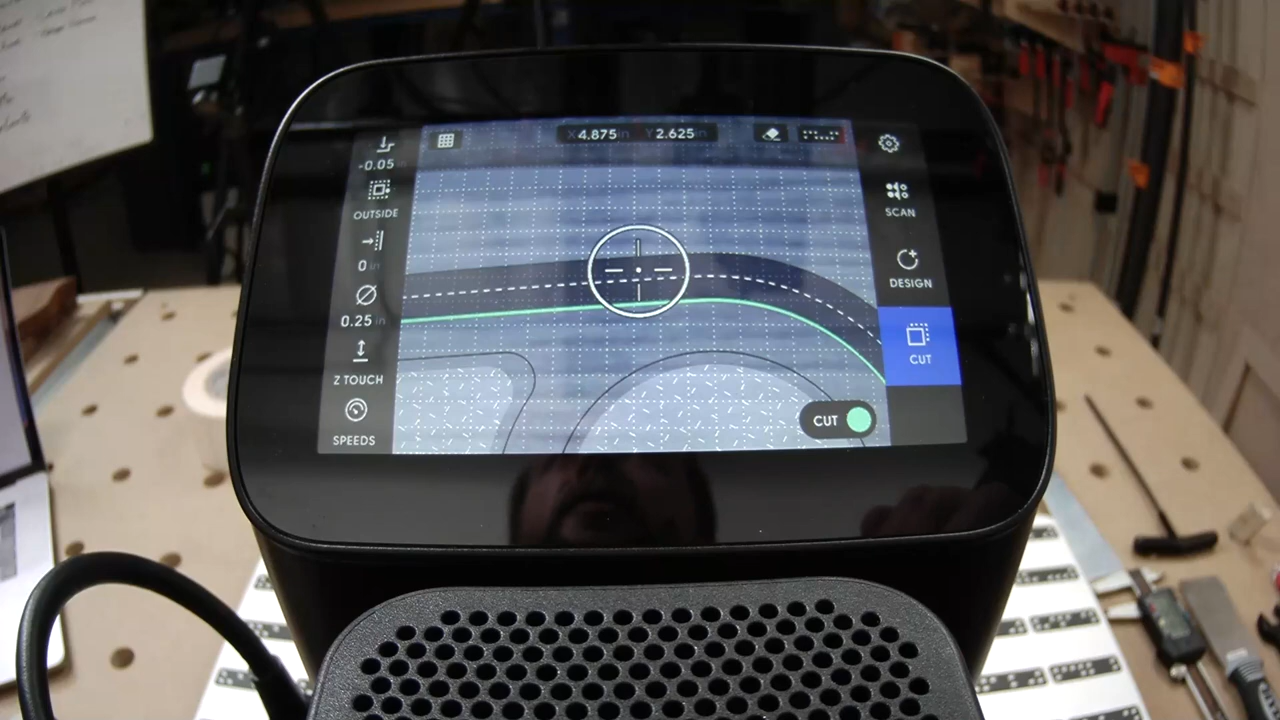 X 4.875 in Y 2.625 in
-0.05
OUTSIDE
0 in
0.25 in
Z TOUCH
SPEEDS
SCAN
DESIGN
CUT
CUT